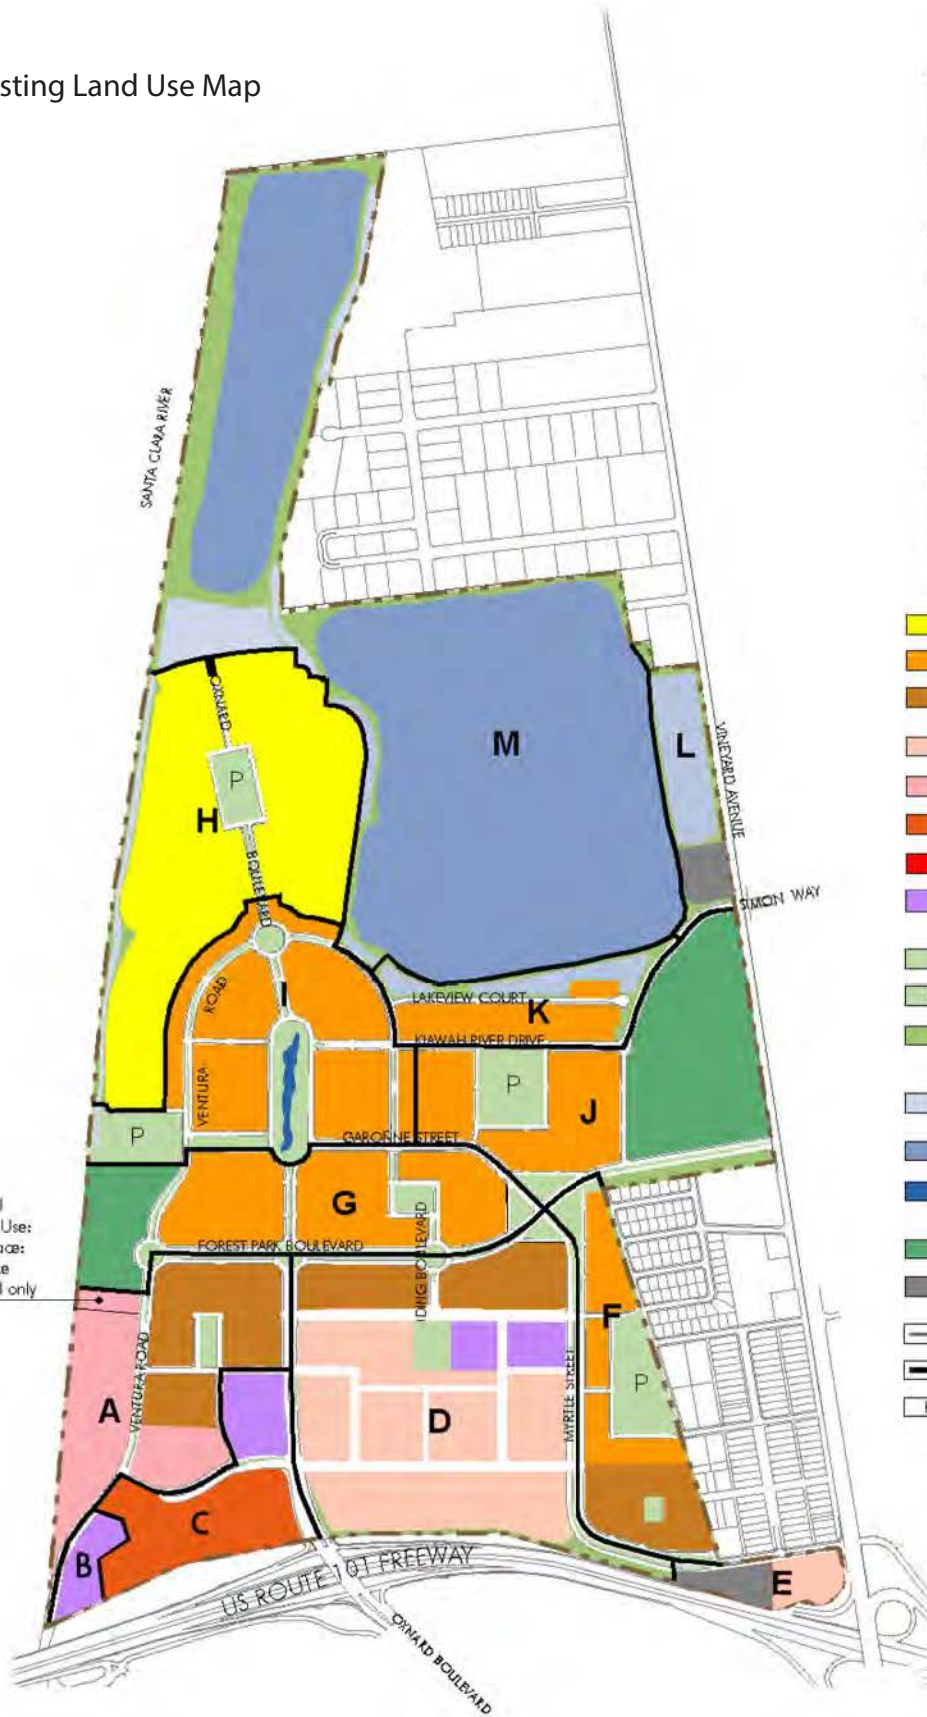 sting Land Use Map
SANTA CLARA RIVER
OXNARD
P
H
BOULEVARD
M
L
VINEYARD AVENUE
SIMON WAY
ROAD
I
LAKEVIEW COURT
K
KIAWAH RIVER DRIVE
VENTURA
P
J
P
GARONNE STREET
G
Use:
ace:
l only
FOREST PARK BOULEVARD
DING BOULEVARD
F
VENTURA ROAD
MYRTLE STREET
P
A
D
C
B
E
US ROUTE 101 FREEWAY
OXNARD BOULEVARD